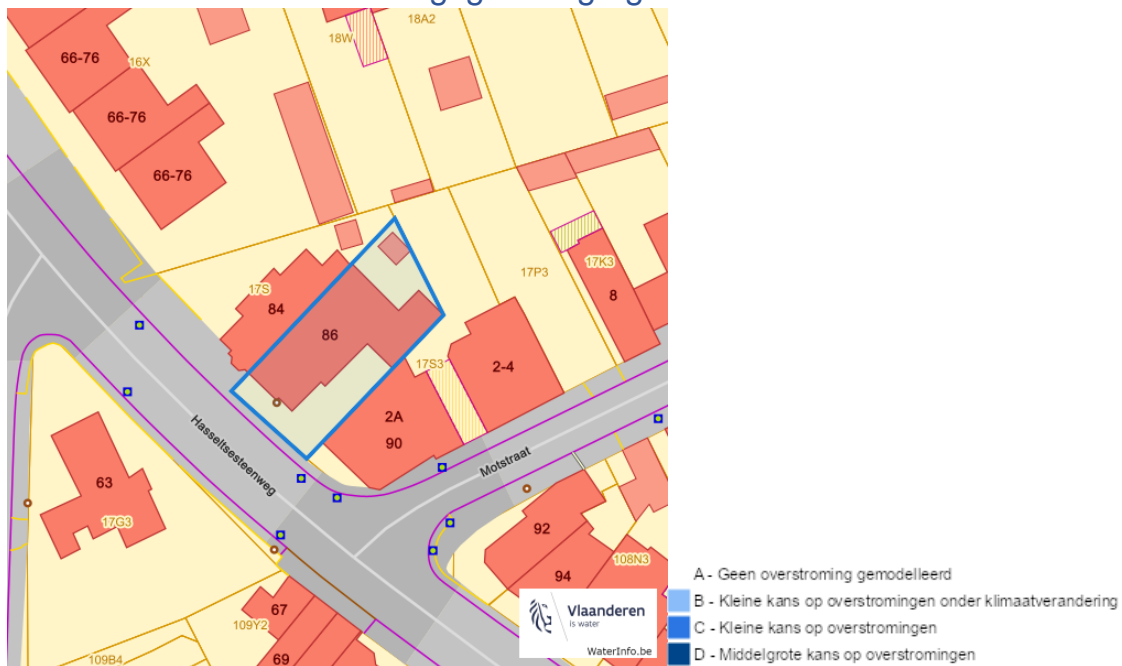 18A2
18W
66-76
16X
66-76
66-76
17P3
17K3
17S
84
86
8
17S3
2-4
2A
90
Hasseltsesteenweg
Motstraat
63
17G3
92
108N3
94
67
109Y2
69
109B4
Vlaanderen
is water
WaterInfo.be
A - Geen overstroming gemodelleerd
B - Kleine kans op overstromingen onder klimaatverandering
C - Kleine kans op overstromingen
D - Middelgrote kans op overstromingen